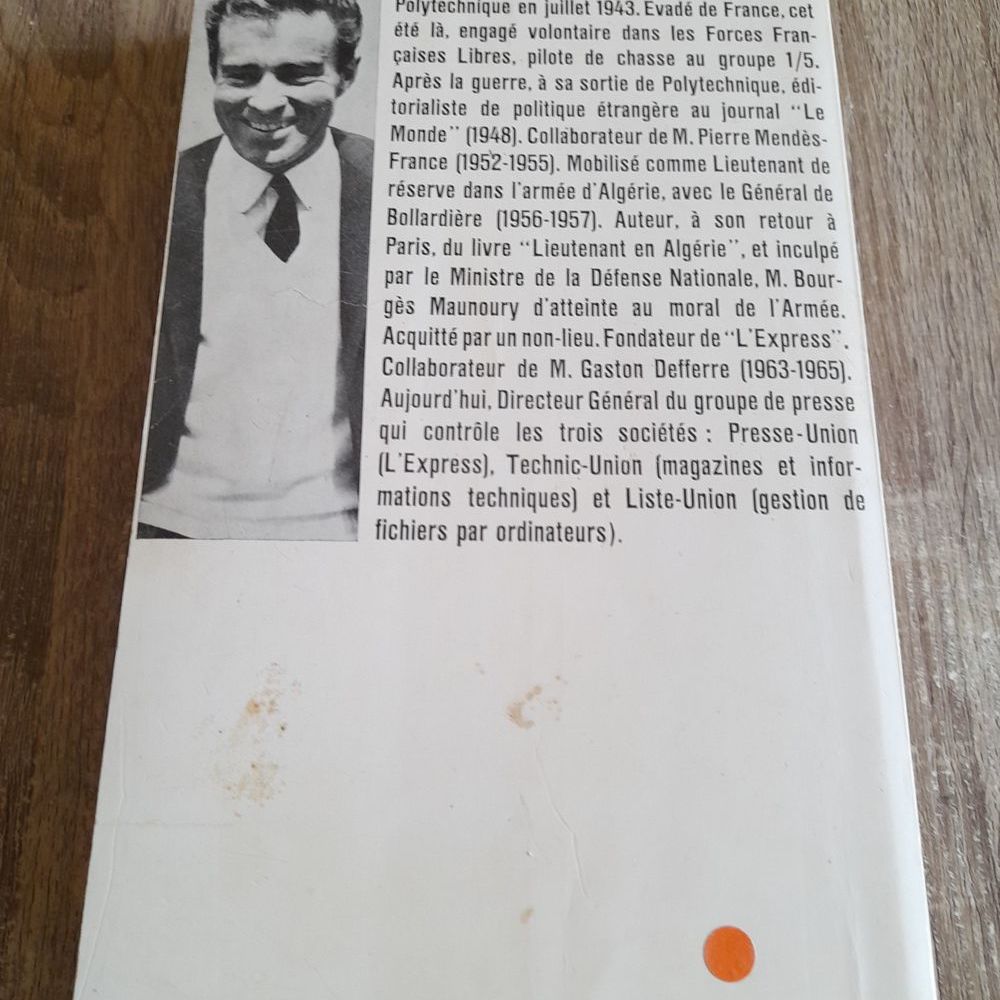 Polytechnique en juillet 1943. Evadé de France, cet
été là, engagé volontaire dans les Forces Fran-
çaises Libres, pilote de chasse au groupe 1/5.
Après la guerre, à sa sortie de Polytechnique, édi-
torialiste de politique étrangère au journal "Le
Monde" (1948). Collaborateur de M. Pierre Mendès-
France (1952-1955). Mobilisé comme Lieutenant de
réserve dans l'armée d'Algérie, avec le Général de
Bollardière (1956-1957). Auteur, à son retour à
Paris, du livre "Lieutenant en Algérie", et inculpé
par le Ministre de la Défense Nationale, M. Bour-
gès Maunoury d'atteinte au moral de l'Armée.
Acquitté par un non-lieu. Fondateur de "L'Express".
Collaborateur de M. Gaston Defferre (1963-1965).
Aujourd'hui, Directeur Général du groupe de presse
qui contrôle les trois sociétés : Presse-Union
(L'Express), Technic-Union (magazines et infor-
mations techniques) et Liste-Union (gestion de
fichiers par ordinateurs).